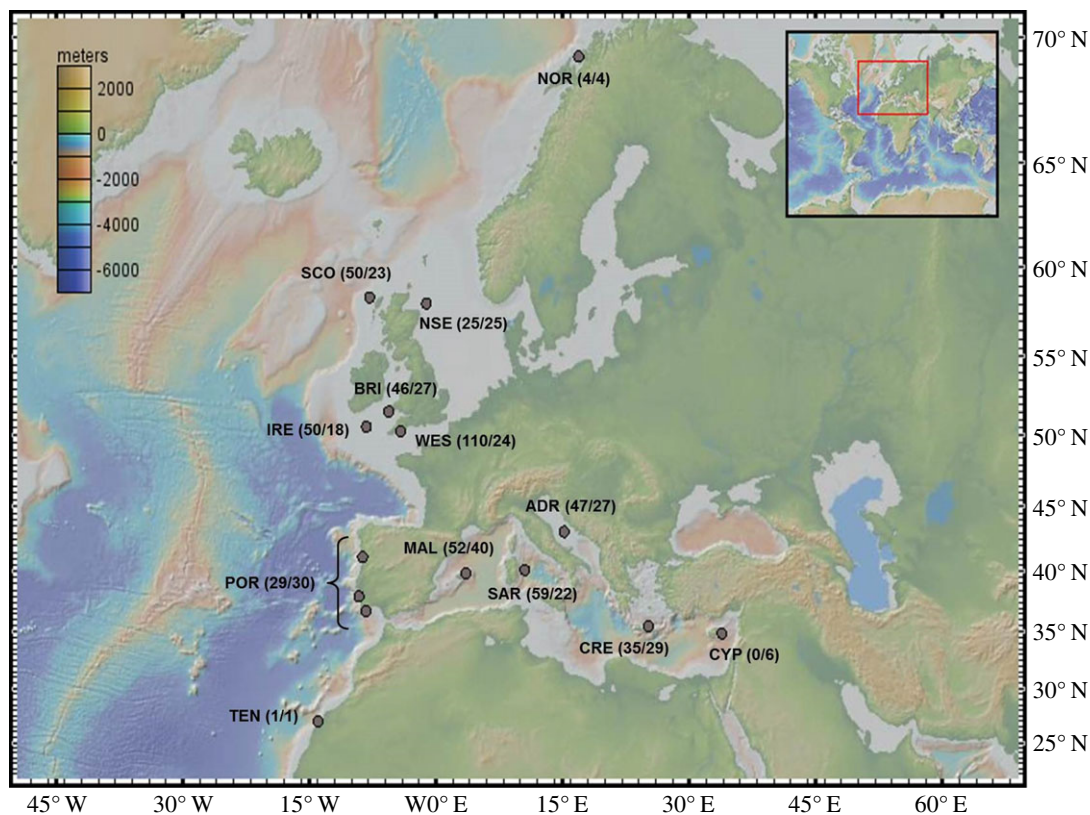 meters
2000
0
-2000
-4000
-6000
NOR (4/4)
SCO (50/23)
NSE (25/25)
BRI (46/27)
IRE (50/18)
WES (110/24)
ADR (47/27)
MAL (52/40)
POR (29/30)
SAR (59/22)
CRE (35/29)
CYP (0/6)
TEN (1/1)
70° N
65° N
60° N
55° N
50° N
45° N
40° N
35° N
30° N
25° N
45° W 30° W 15° W W0° E 15° E 30° E 45° E 60° E